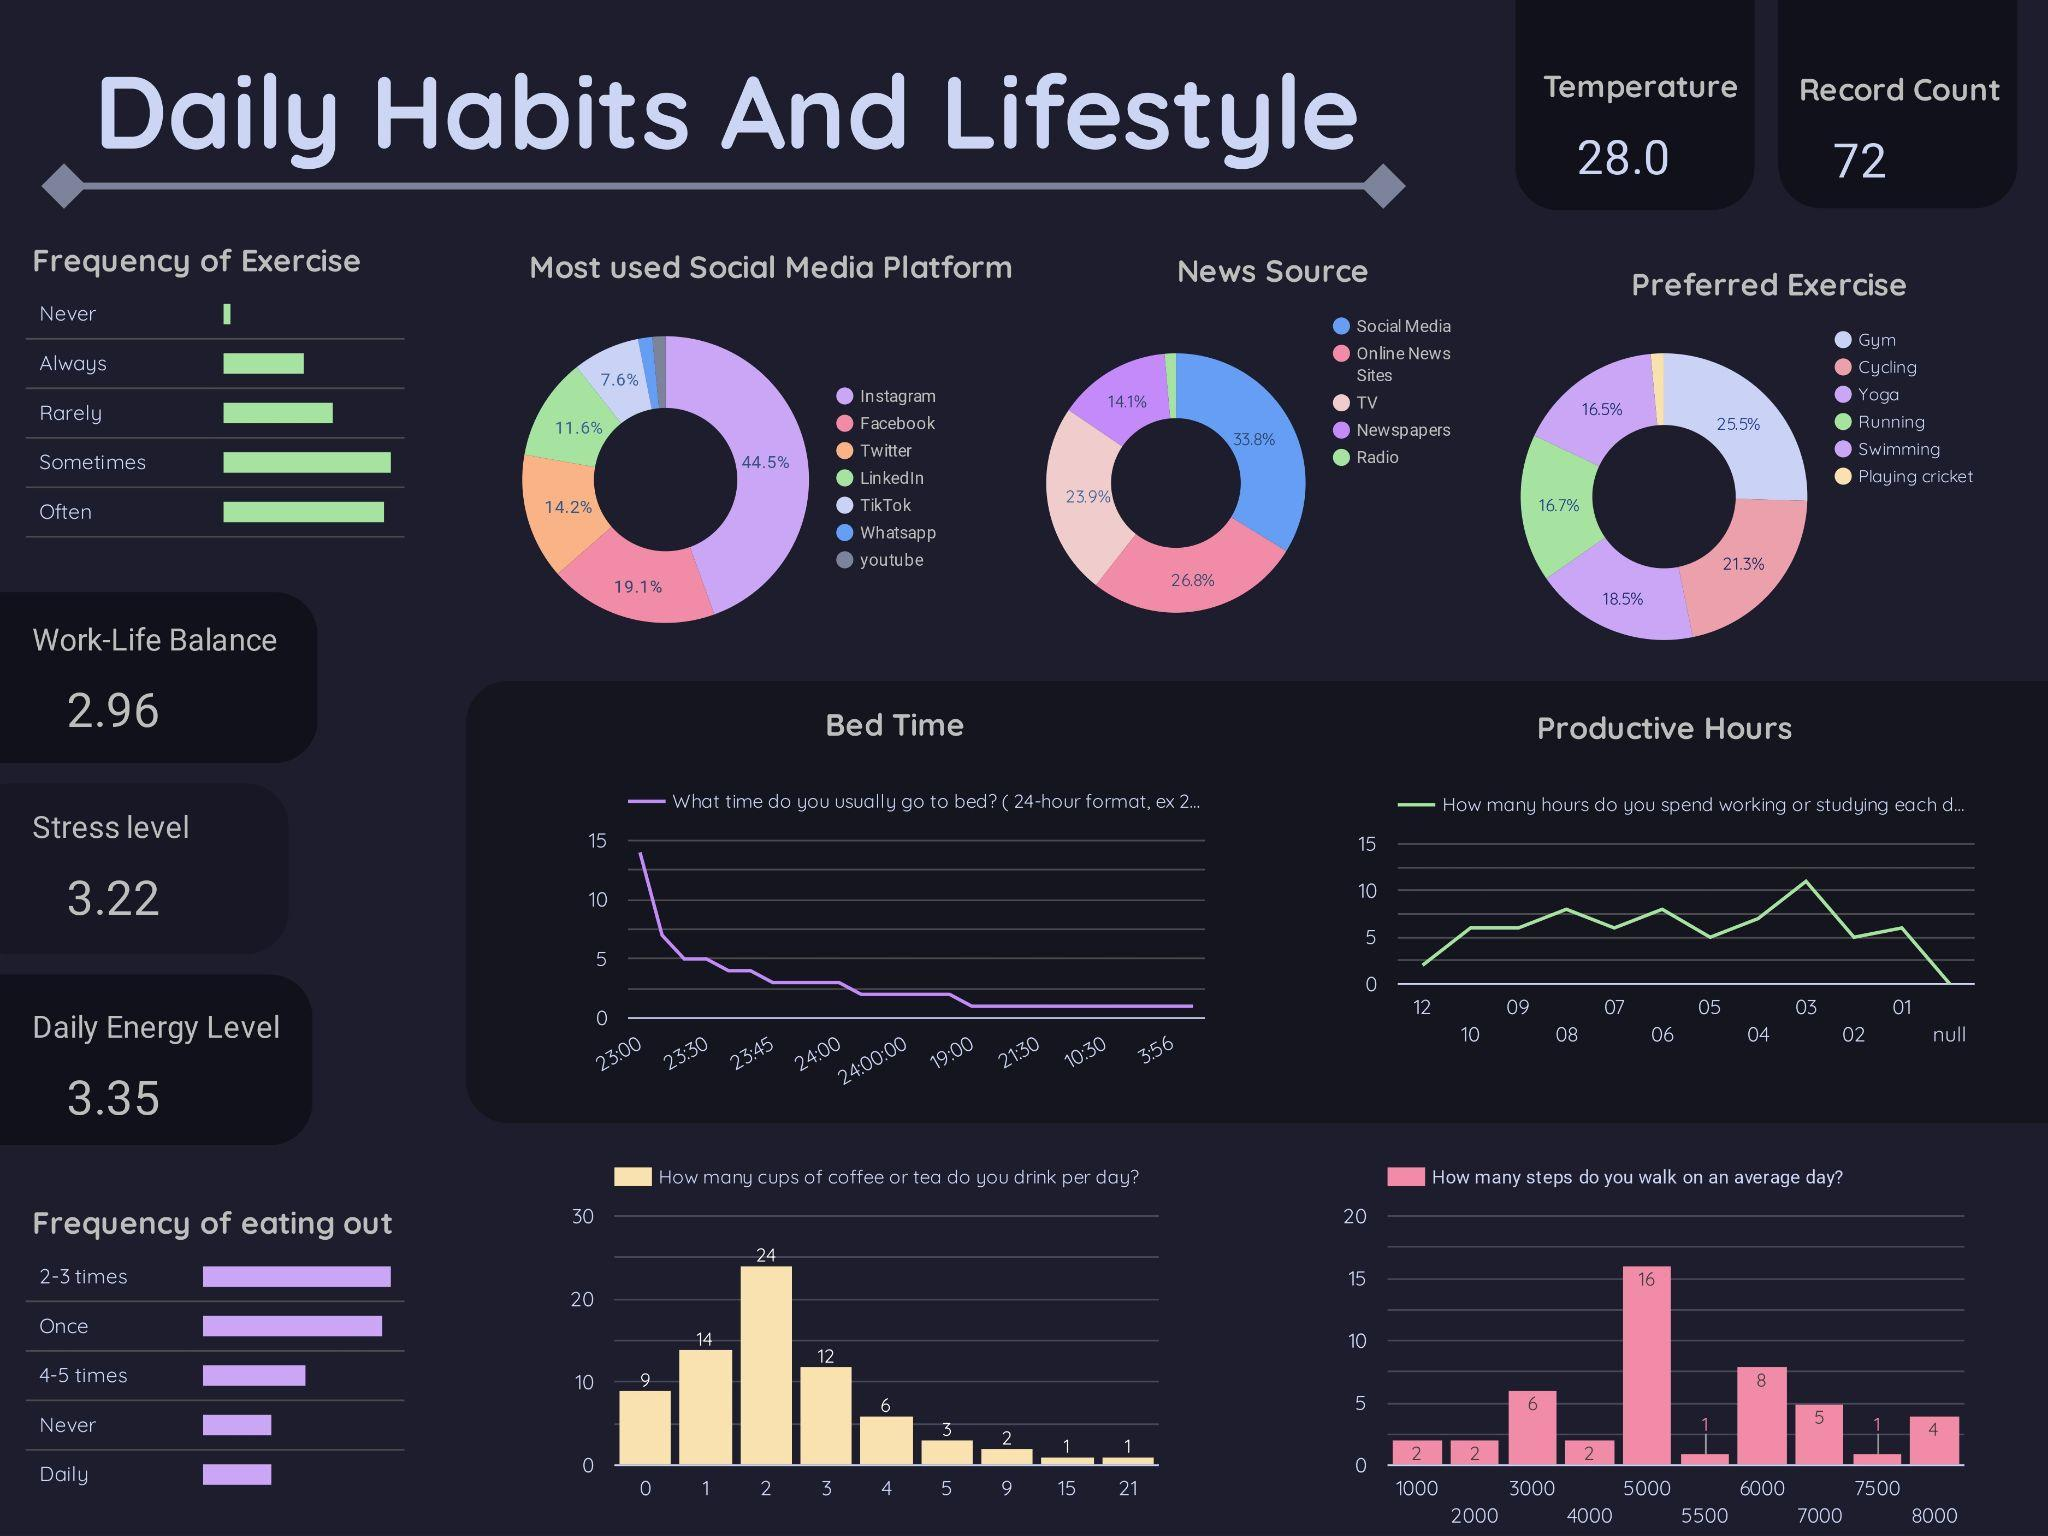 Daily Habits And Lifestyle
Temperature
28.0
Record Count
72
Frequency of Exercise
Never
Always
Rarely
Sometimes
Often
Most used Social Media Platform
44.5%
19.1%
14.2%
11.6%
7.6%
Instagram
Facebook
Twitter
LinkedIn
TikTok
Whatsapp
youtube
News Source
33.8%
26.8%
23.9%
14.1%
Social Media
Online News
Sites
TV
Newspapers
Radio
Preferred Exercise
25.5%
21.3%
18.5%
16.7%
16.5%
Gym
Cycling
Yoga
Running
Swimming
Playing cricket
Work-Life Balance
2.96
Stress level
3.22
Daily Energy Level
3.35
Bed Time
What time do you usually go to bed? ( 24-hour format, ex 2...
15
10
5
0
23:00
23:30
23:45
24:00
24:00:00
19:00
21:30
10:30
3:56
Productive Hours
How many hours do you spend working or studying each d...
15
10
5
0
12
10
09
08
07
06
05
04
03
02
01
null
Frequency of eating out
2-3 times
Once
4-5 times
Never
Daily
How many cups of coffee or tea do you drink per day?
30
20
10
0
9
14
24
12
6
3
2
1
1
0
1
2
3
4
5
9
15
21
How many steps do you walk on an average day?
20
15
10
5
0
2
2
6
2
16
1
8
5
1
4
1000
2000
3000
4000
5000
5500
6000
7000
7500
8000